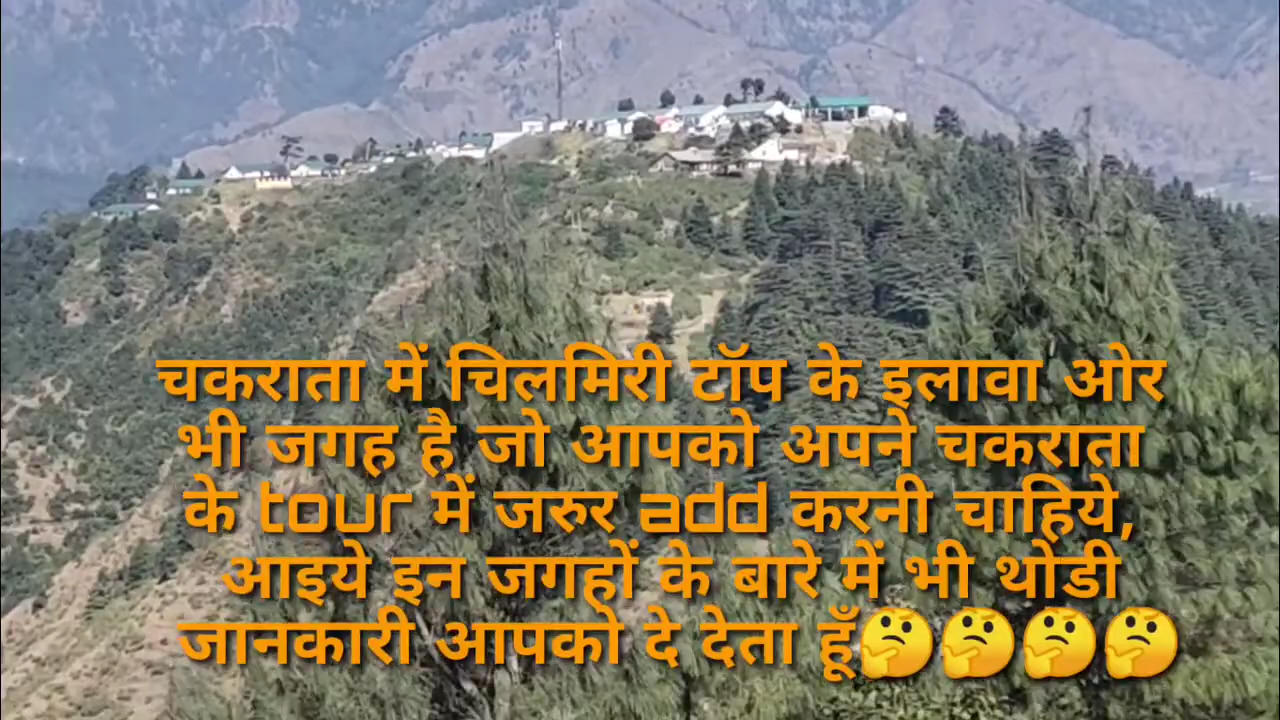 चकराता में चिलमिरी टॉप के इलावा ओर
भी जगह है जो आपको अपने चकराता
के tour में जरुर add करनी चाहिये,
आइये इन जगहों के बारे में भी थोडी
जानकारी आपको दे देता हूँ🤔🤔🤔🤔